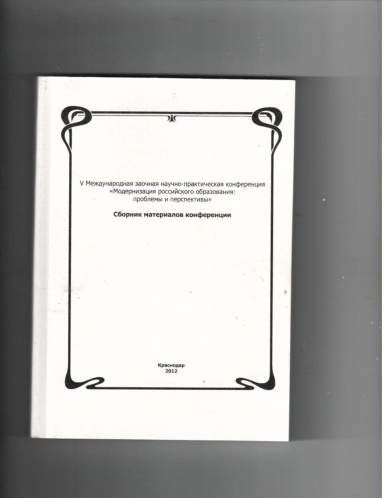 V Международная заочная научно-практическая конференция
«Модернизация российского образования:
проблемы и перспективы»
Сборник материалов конференции
Краснодар
2012